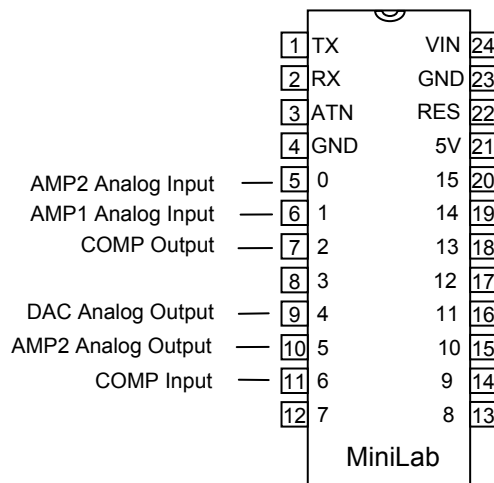 1 TX VIN 24
2 RX GND 23
3 ATN RES 22
4 GND 5V 21
AMP2 Analog Input 5 0 15 20
AMP1 Analog Input 6 1 14 19
COMP Output 7 2 13 18
8 3 12 17
DAC Analog Output 9 4 11 16
AMP2 Analog Output 10 5 10 15
COMP Input 11 6 9 14
12 7 8 13
MiniLab